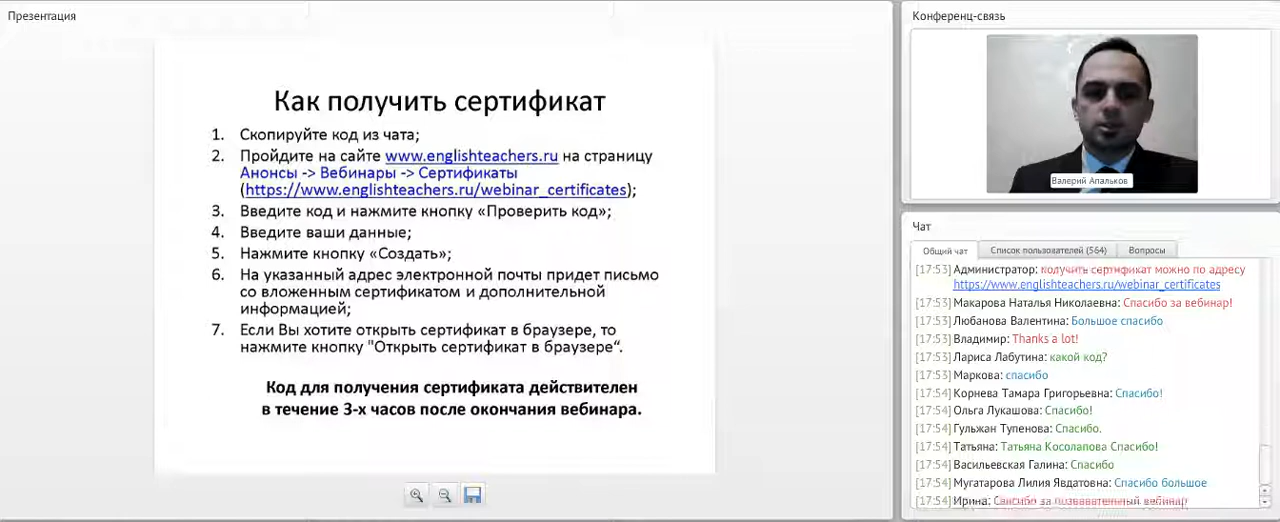 Презентация
Как получить сертификат
1. Скопируйте код из чата;
2. Пройдите на сайте www.englishteachers.ru на страницу
Анонсы -> Вебинары -> Сертификаты
(https://www.englishteachers.ru/webinar_certificates);
3. Введите код и нажмите кнопку «Проверить код»;
4. Введите ваши данные;
5. Нажмите кнопку «Создать»;
6. На указанный адрес электронной почты придет письмо
со вложенным сертификатом и дополнительной
информацией;
7. Если Вы хотите открыть сертификат в браузере, то
нажмите кнопку "Открыть сертификат в браузере“.
Код для получения сертификата действителен
в течение 3-х часов после окончания вебинара.
Конференц-связь
Валерий Апальков
Чат
Общий чат Список пользователей (564) Вопросы
[17:53] Администратор: получить сертификат можно по адресу
https://www.englishteachers.ru/webinar_certificates
[17:53] Макарова Наталья Николаевна: Спасибо за вебинар!
[17:53] Любанова Валентина: Большое спасибо
[17:53] Владимир: Thanks a lot!
[17:53] Лариса Лабутина: какой код?
[17:53] Маркова: спасибо
[17:54] Корнева Тамара Григорьевна: Спасибо!
[17:54] Ольга Лукашова: Спасибо!
[17:54] Гульжан Тупенова: Спасибо.
[17:54] Татьяна: Татьяна Косолапова Спасибо!
[17:54] Васильевская Галина: Спасибо
[17:54] Мугатарова Лилия Явдатовна: Спасибо большое
[17:54] Ирина: Спасибо за познавательный вебинар